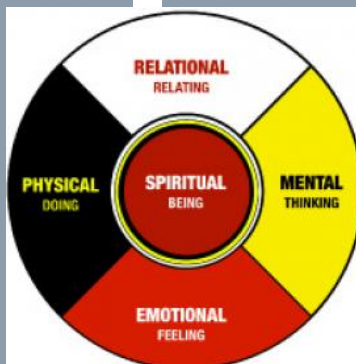 RELATIONAL
RELATING
PHYSICAL
DOING
SPIRITUAL
BEING
MENTAL
THINKING
EMOTIONAL
FEELING